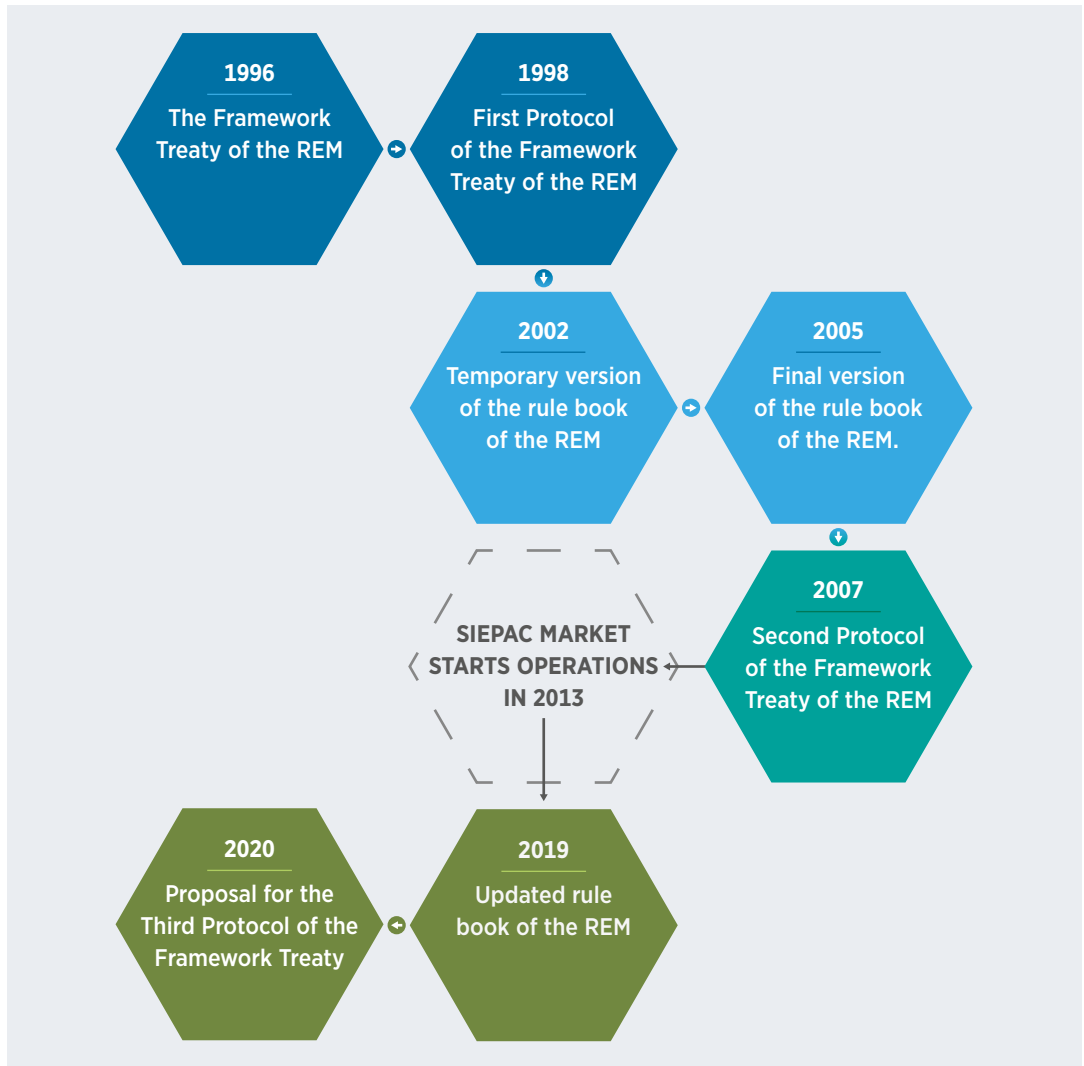 1996
The Framework
Treaty of the REM
1998
First Protocol
of the Framework
Treaty of the REM
2002
Temporary version
of the rule book
of the REM
2005
Final version
of the rule book
of the REM.
2007
Second Protocol
of the Framework
Treaty of the REM
SIEPAC MARKET
STARTS OPERATIONS
IN 2013
2019
Updated rule
book of the REM
2020
Proposal for the
Third Protocol of the
Framework Treaty